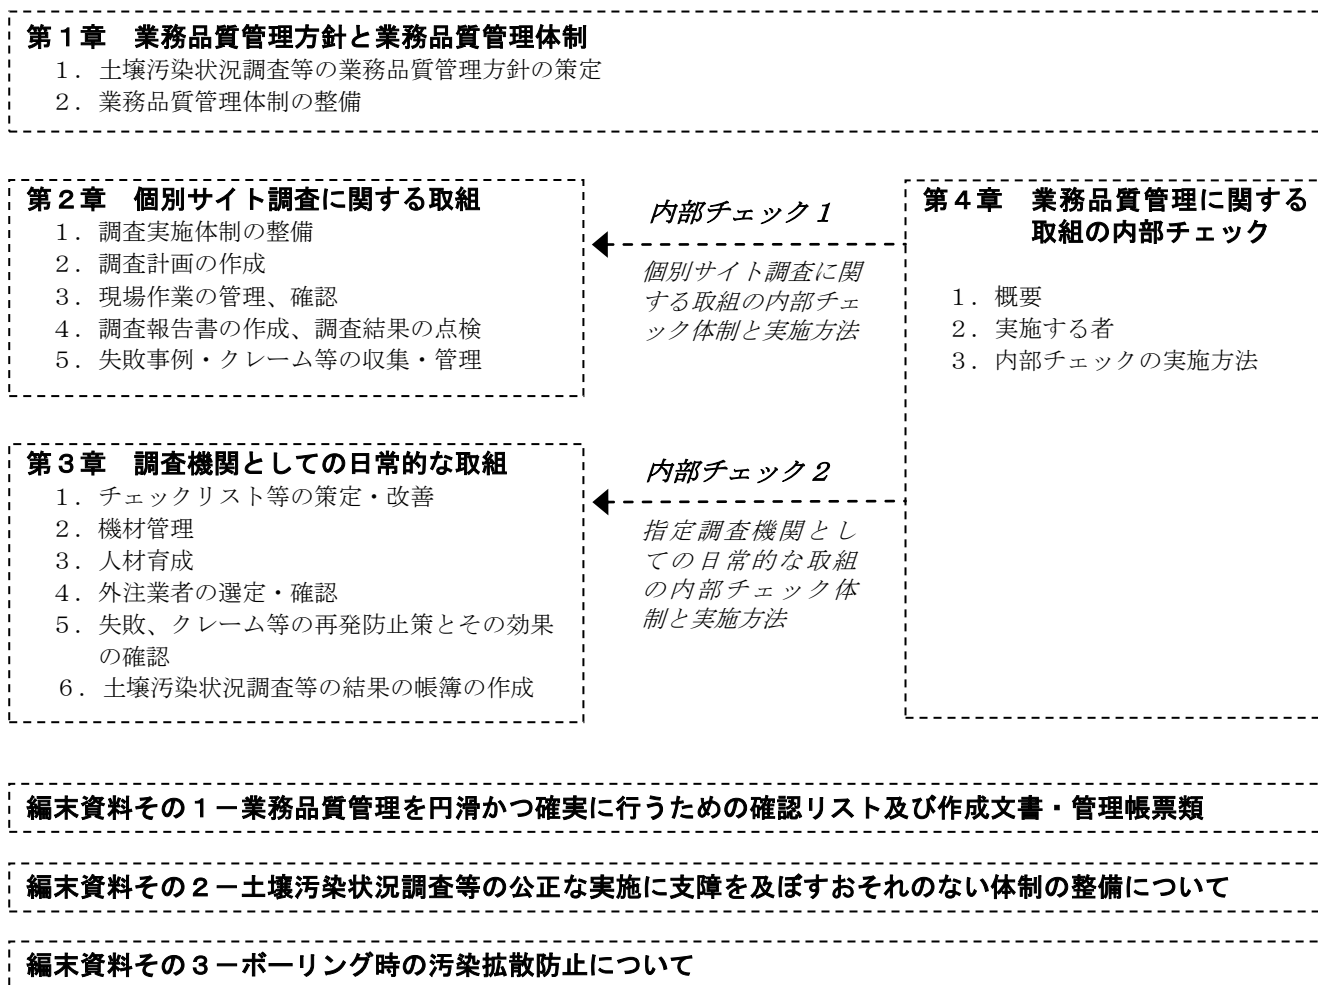 第１章　業務品質管理方針と業務品質管理体制
１．土壌汚染状況調査等の業務品質管理方針の策定
２．業務品質管理体制の整備
第２章　個別サイト調査に関する取組
１．調査実施体制の整備
２．調査計画の作成
３．現場作業の管理、確認
４．調査報告書の作成、調査結果の点検
５．失敗事例・クレーム等の収集・管理
内部チェック１
個別サイト調査に関
する取組の内部チェ
ック体制と実施方法
第４章　業務品質管理に関する
取組の内部チェック
１．概要
２．実施する者
３．内部チェックの実施方法
第３章　調査機関としての日常的な取組
１．チェックリスト等の策定・改善
２．機材管理
３．人材育成
４．外注業者の選定・確認
５．失敗、クレーム等の再発防止策とその効果
の確認
６．土壌汚染状況調査等の結果の帳簿の作成
内部チェック２
指定調査機関とし
ての日常的な取組
の内部チェック体
制と実施方法
編末資料その１－業務品質管理を円滑かつ確実に行うための確認リスト及び作成文書・管理帳票類
編末資料その２－土壌汚染状況調査等の公正な実施に支障を及ぼすおそれのない体制の整備について
編末資料その３－ボーリング時の汚染拡散防止について